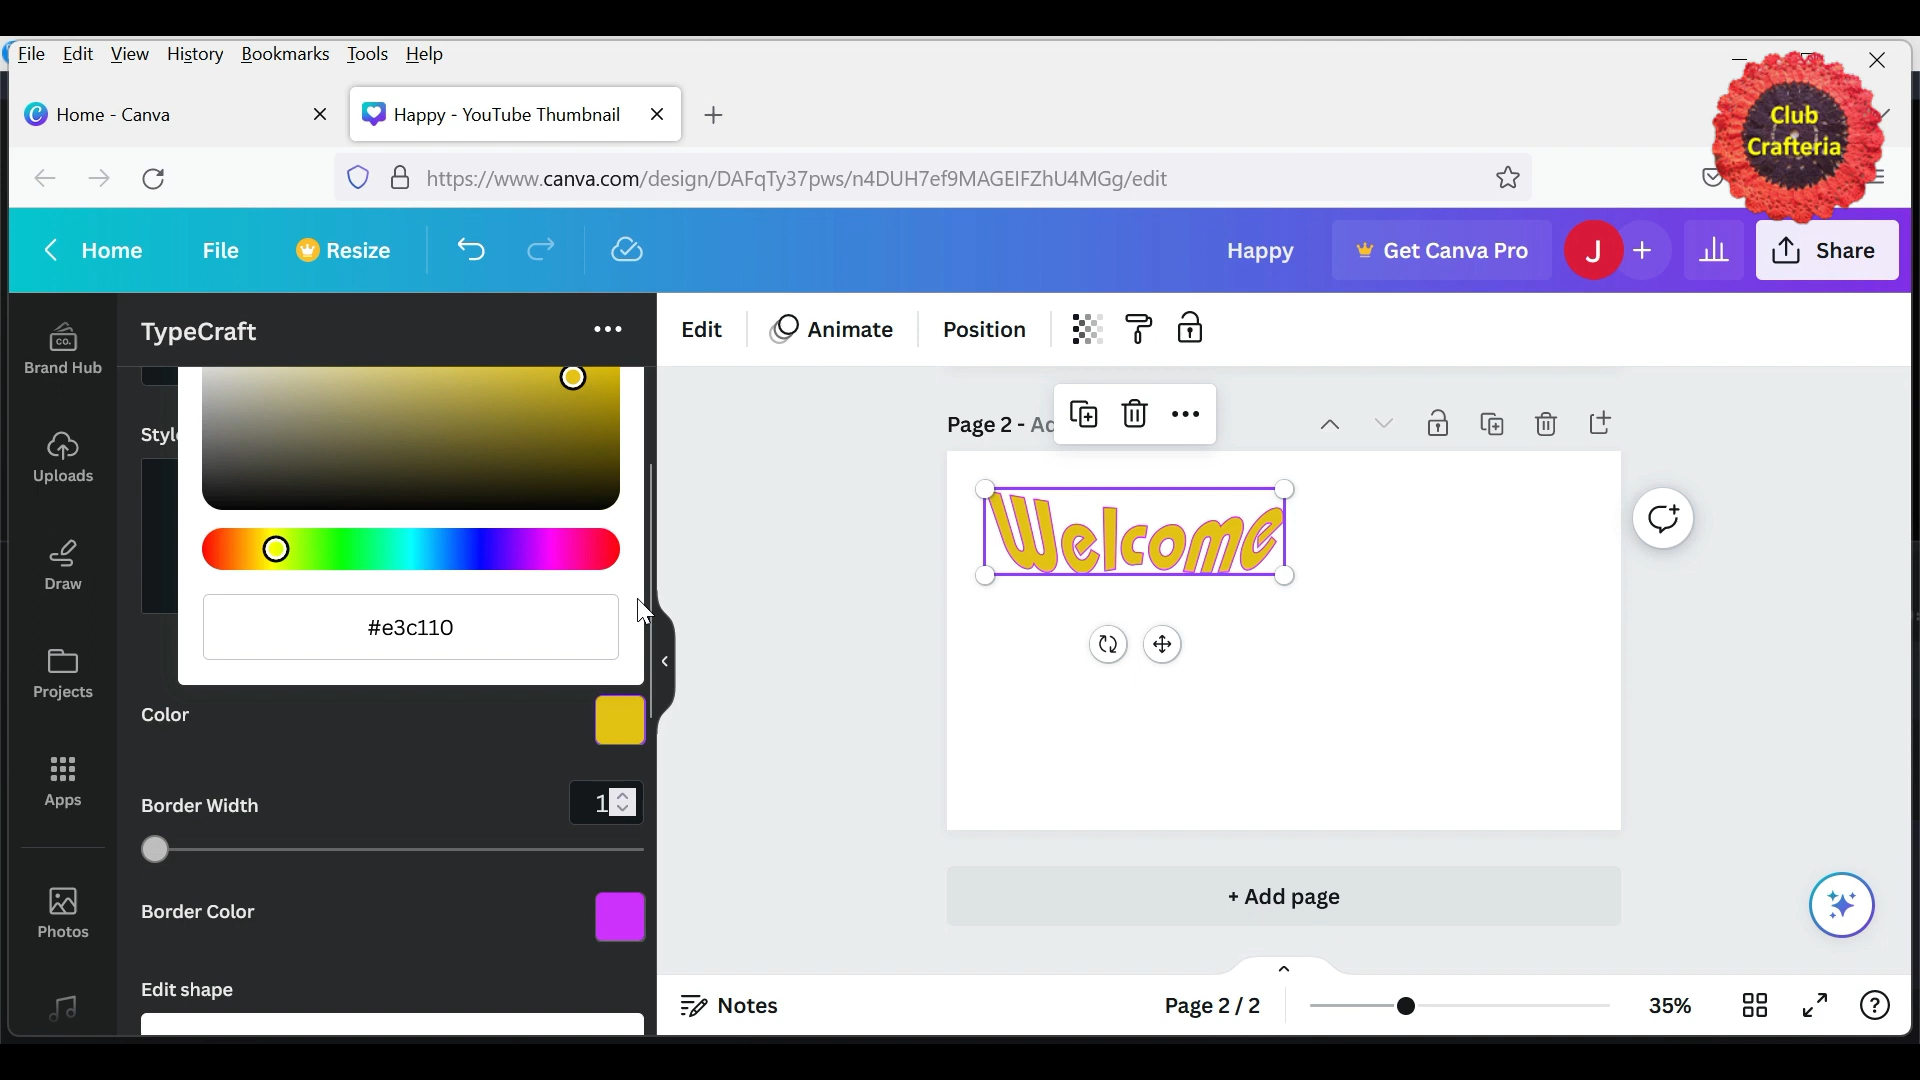 File Edit View History Bookmarks Tools Help
Home - Canva
Happy - YouTube Thumbnail
Club
Crafteria
https://www.canva.com/design/DAFqTy37pws/n4DUH7ef9MAGEIFZhU4MGg/edit
Home File Resize Happy Get Canva Pro J Share
TypeCraft
Edit Animate Position
CO.
Brand Hub
Uploads
Draw
Projects
Apps
Photos
Style
#e3c110
Color
Border Width 1
Border Color
Edit shape
Page 2 -
Welcome
+ Add page
Notes Page 2 / 2 35%